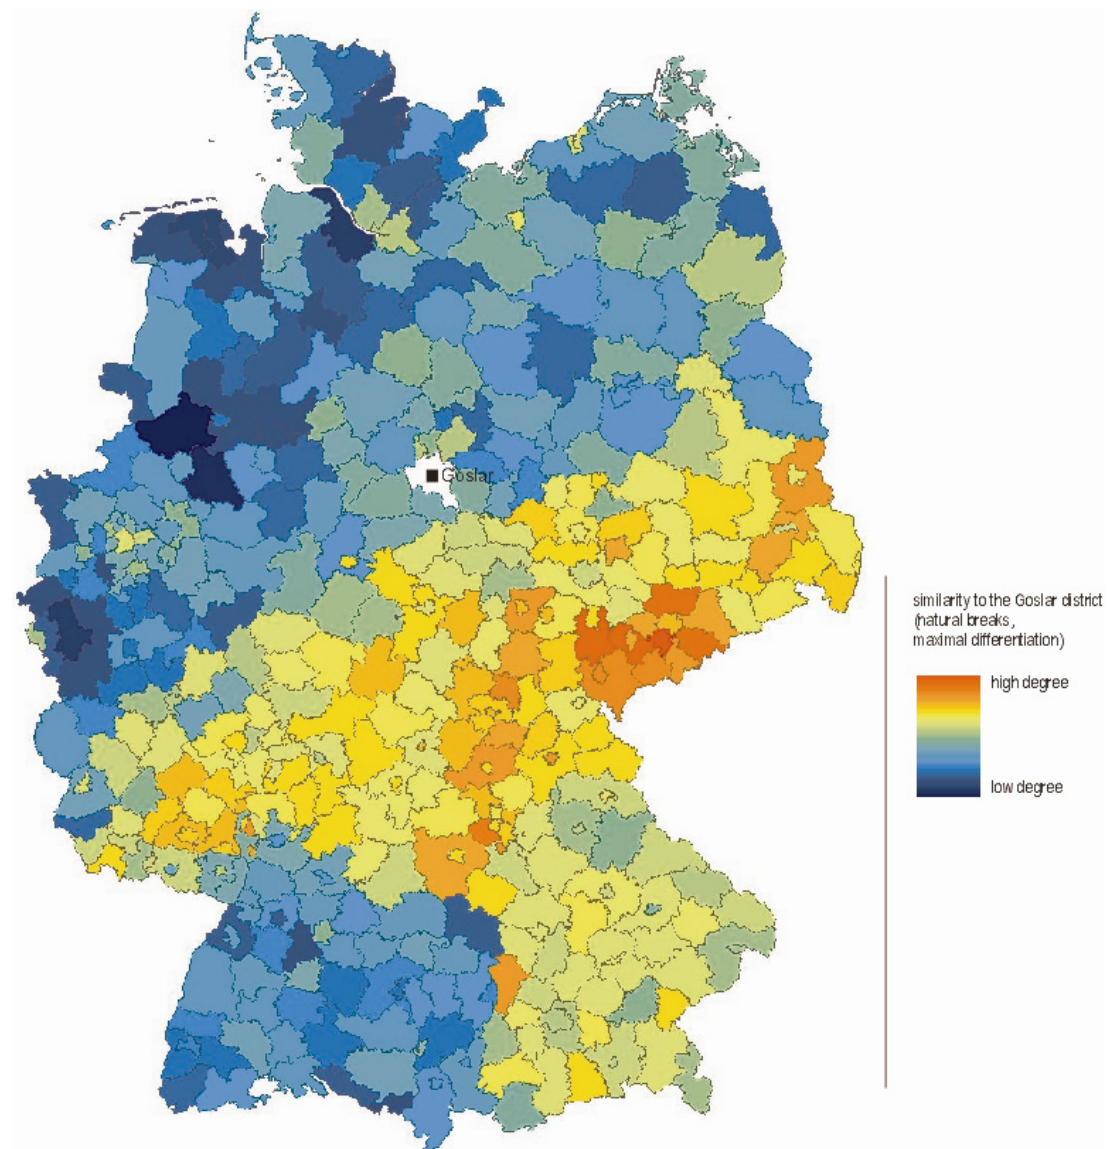 Goslar
similarity to the Goslar district
(natural breaks,
maximal differentiation)
high degree
low degree